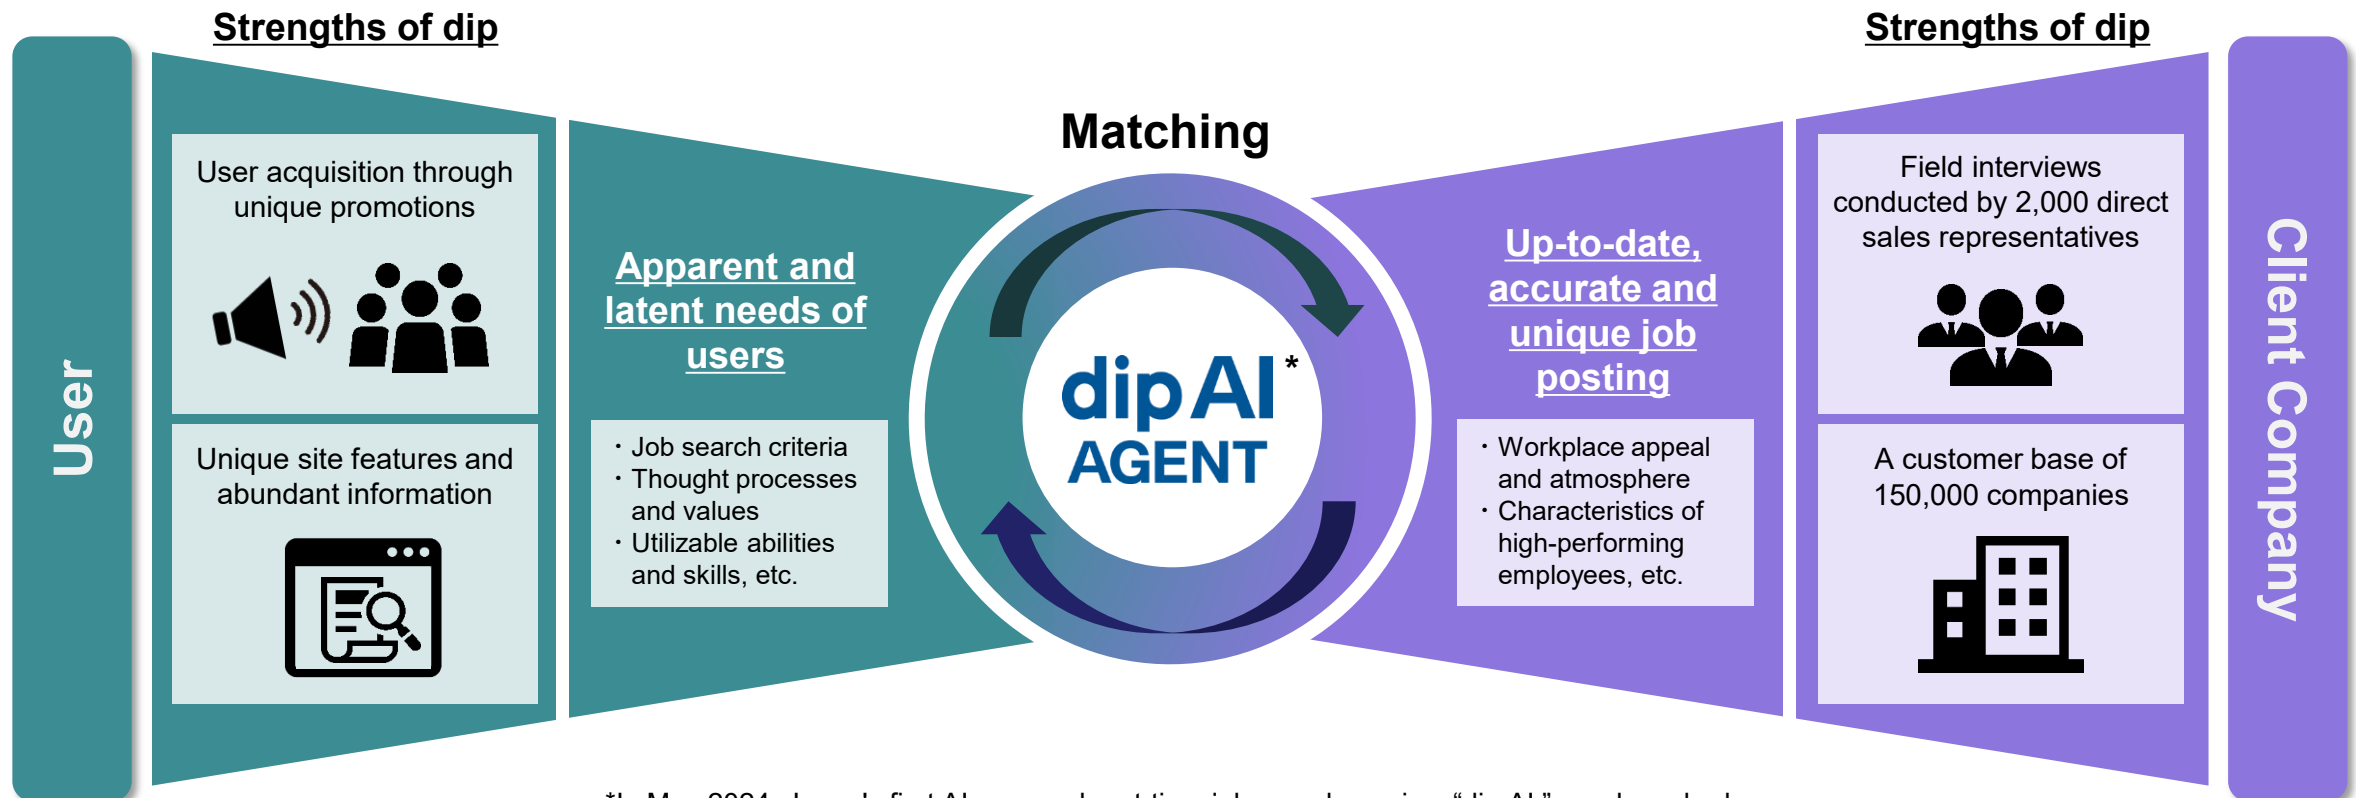 Strengths of dip
User
User acquisition through
unique promotions
Unique site features and
abundant information
Apparent and
latent needs of
users
・Job search criteria
・Thought processes
and values
・Utilizable abilities
and skills, etc.
Matching
dip AI *
AGENT
Up-to-date,
accurate and
unique job
posting
・Workplace appeal
and atmosphere
・Characteristics of
high-performing
employees, etc.
Strengths of dip
Field interviews
conducted by 2,000 direct
sales representatives
A customer base of
150,000 companies
Client Company